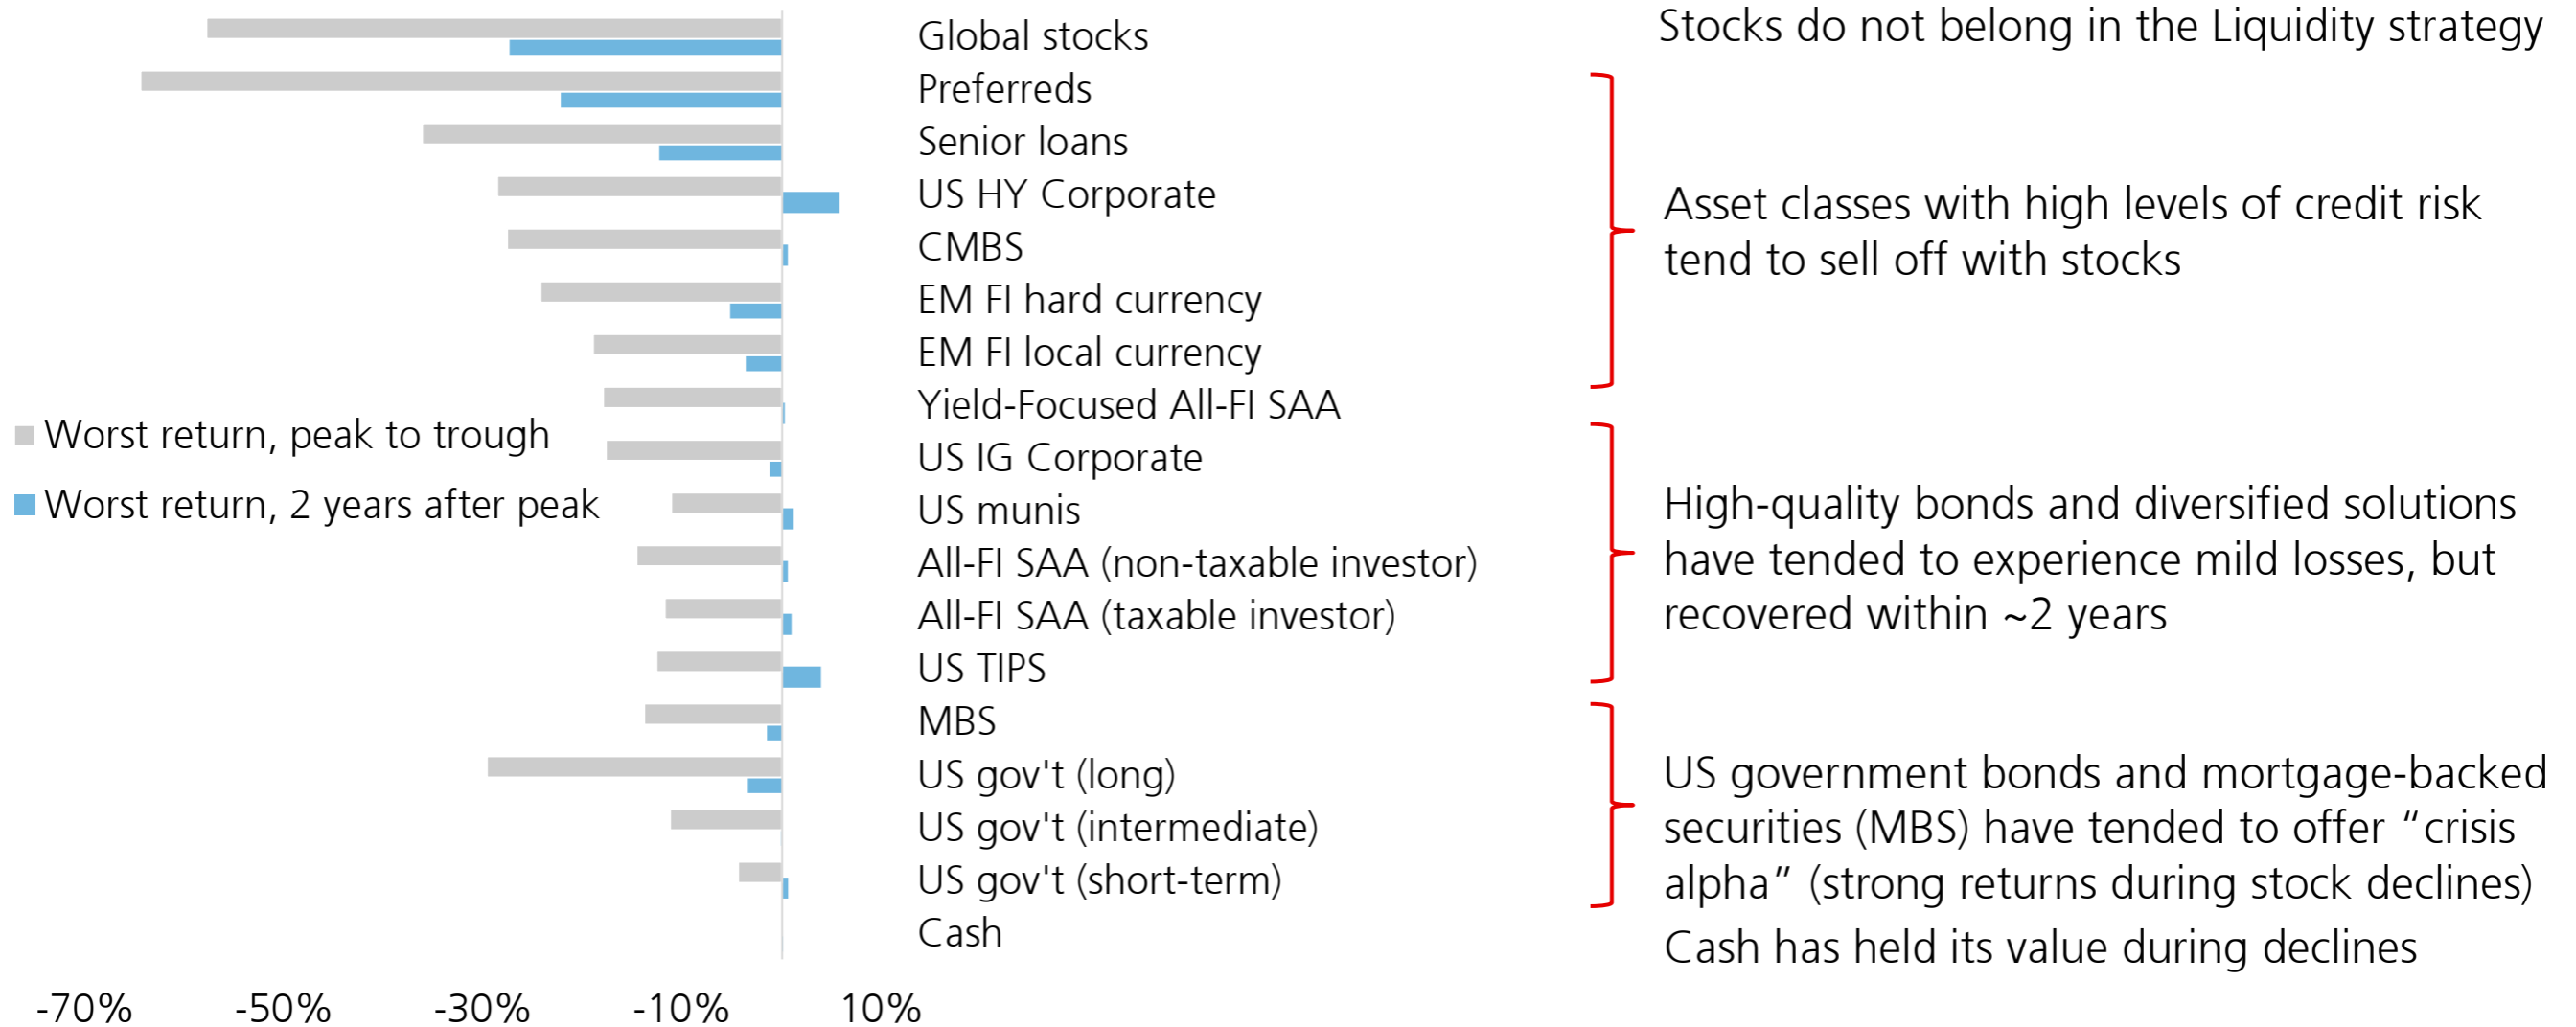 Global stocks
Preferreds
Senior loans
US HY Corporate
CMBS
EM FI hard currency
EM FI local currency
Yield-Focused All-FI SAA
US IG Corporate
US munis
All-FI SAA (non-taxable investor)
All-FI SAA (taxable investor)
US TIPS
MBS
US gov't (long)
US gov't (intermediate)
US gov't (short-term)
Cash
Worst return, peak to trough
Worst return, 2 years after peak
-70% -50% -30% -10% 10%
Stocks do not belong in the Liquidity strategy
Asset classes with high levels of credit risk
tend to sell off with stocks
High-quality bonds and diversified solutions
have tended to experience mild losses, but
recovered within ~2 years
US government bonds and mortgage-backed
securities (MBS) have tended to offer “crisis
alpha” (strong returns during stock declines)
Cash has held its value during declines